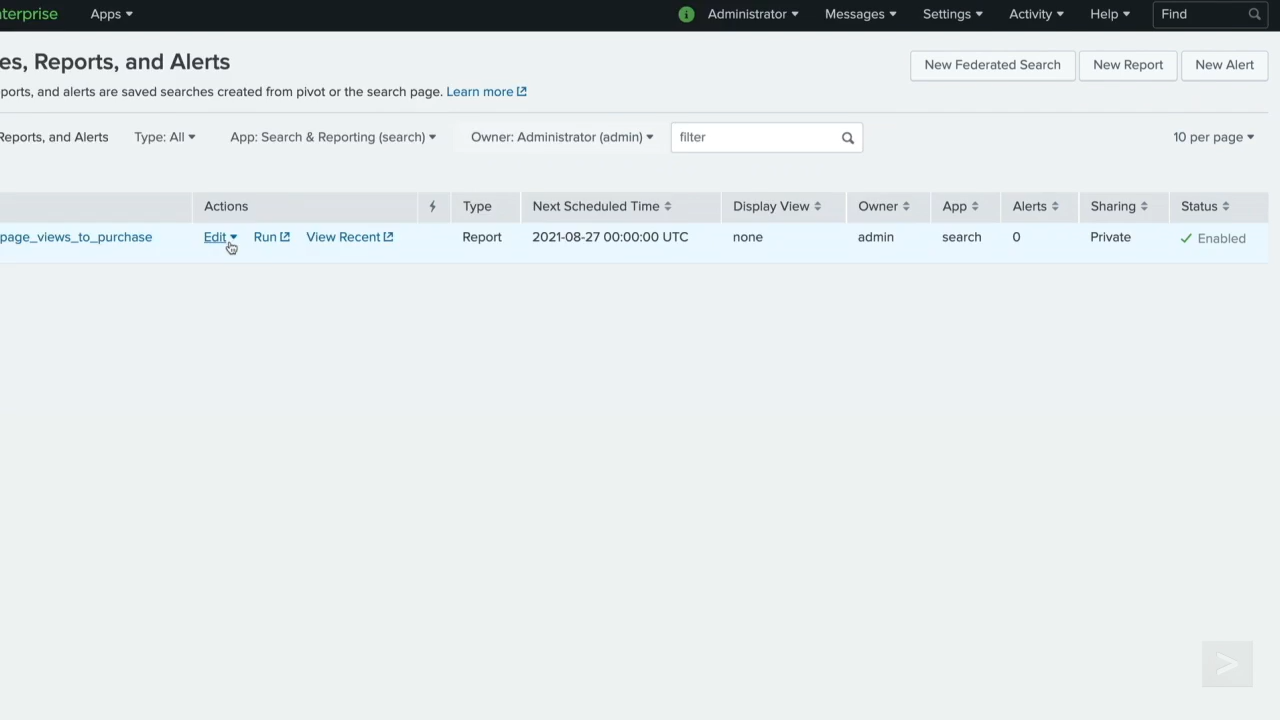 nterprise Apps Administrator Messages Settings Activity Help Find
es, Reports, and Alerts
New Federated Search New Report New Alert
ports, and alerts are saved searches created from pivot or the search page. Learn more
Reports, and Alerts Type: All App: Search & Reporting (search) Owner: Administrator (admin) filter 10 per page
Actions Type Next Scheduled Time Display View Owner App Alerts Sharing Status
page_views_to_purchase Edit Run View Recent Report 2021-08-27 00:00:00 UTC none admin search 0 Private Enabled